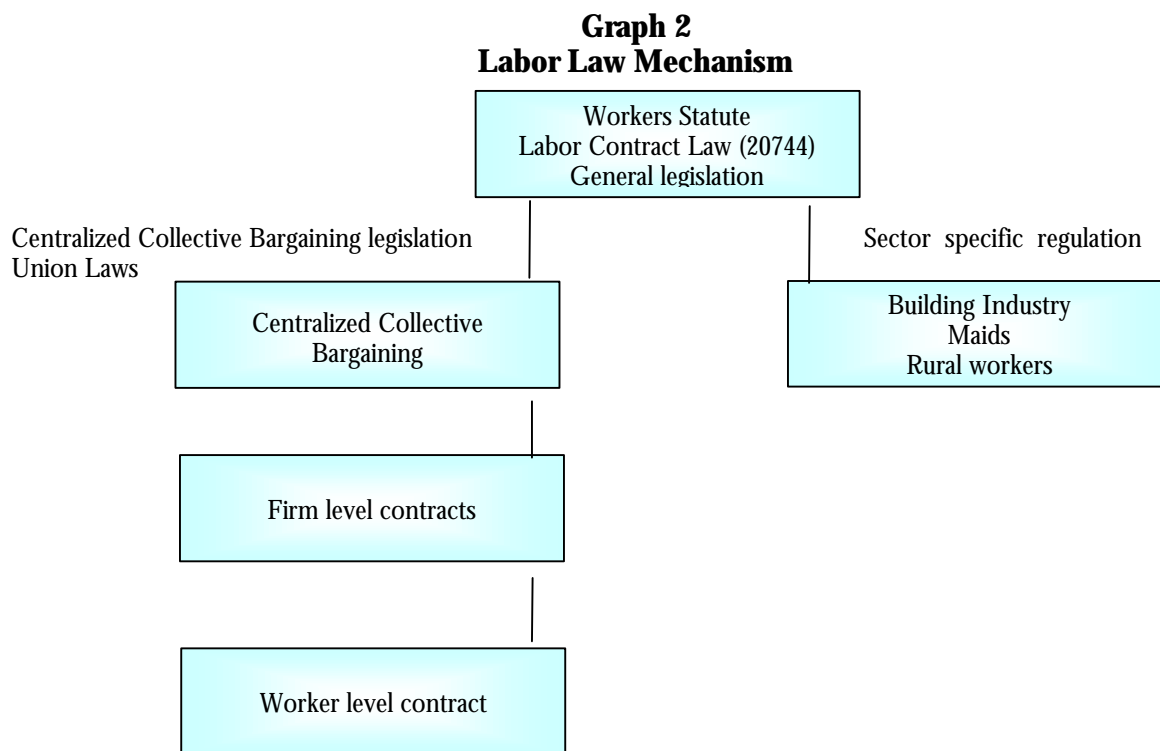 Graph 2
Labor Law Mechanism
Workers Statute
Labor Contract Law (20744)
General legislation
Centralized Collective Bargaining legislation
Union Laws
Sector specific regulation
Centralized Collective
Bargaining
Building Industry
Maids
Rural workers
Firm level contracts
Worker level contract